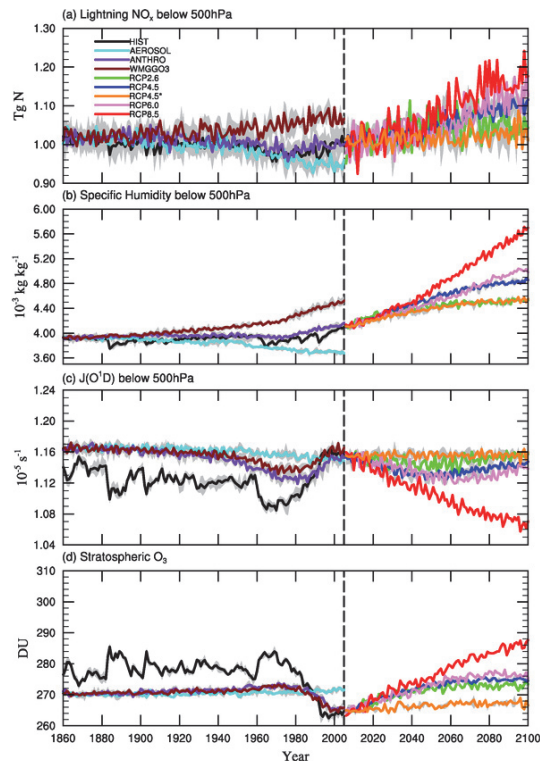 (a) Lightning NOx below 500hPa
HIST
AEROSOL
ANTHRO
WMGGO3
RCP2.6
RCP4.5
RCP4.5*
RCP6.0
RCP8.5
Tg N
1.20
1.10
1.00
0.90
(b) Specific Humidity below 500hPa
10⁻³ kg kg⁻¹
6.00
5.60
5.20
4.80
4.40
4.00
3.60
(c) J(O¹D) below 500hPa
10⁻⁵ s⁻¹
1.24
1.20
1.16
1.12
1.08
1.04
(d) Stratospheric O₃
DU
310
300
290
280
270
260
1860 1880 1900 1920 1940 1960 1980 2000 2020 2040 2060 2080 2100
Year